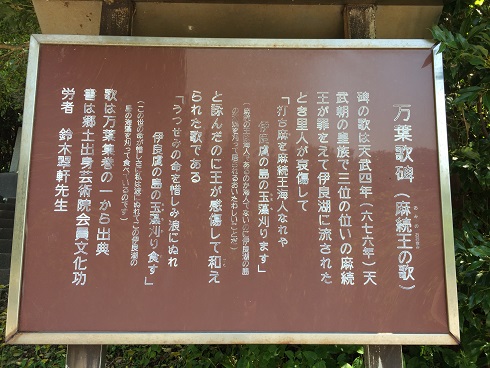 万葉歌碑(麻続王の歌)
碑の歌は天武四年(六七六年)天
武朝の皇族で三位の位いの麻続
王が罪をえて伊良湖に流された
とき里人が哀傷して
「打ち麻を麻続王海人なれや
伊良虞の島の玉藻刈ります」
と詠んだのに王が感傷して和え
られた歌である
「うつせみの命を惜しみ浪にぬれ
伊良虞の島の玉藻刈り食す」
歌は万葉集巻の一から出典
書は郷土出身芸術院会員文化功
労者 鈴木翠軒先生